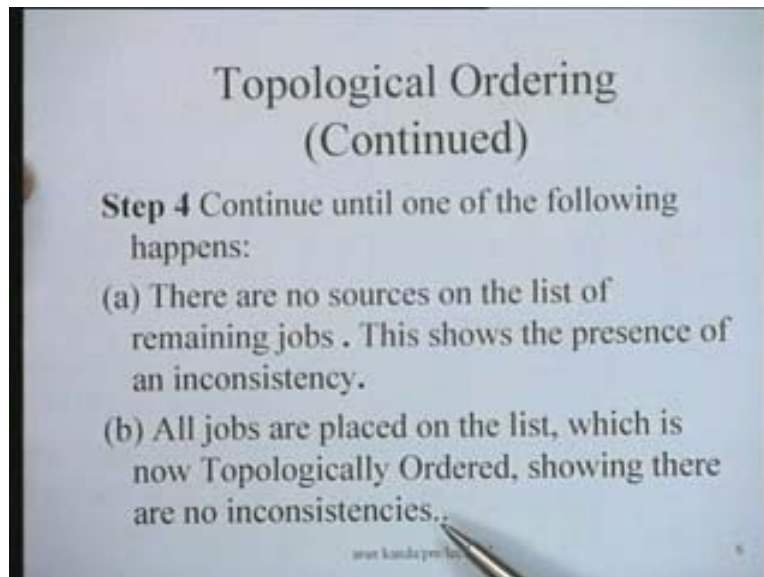 Topological Ordering
(Continued)
Step 4 Continue until one of the following
happens:
(a) There are no sources on the list of
remaining jobs . This shows the presence of
an inconsistency.
(b) All jobs are placed on the list, which is
now Topologically Ordered, showing there
are no inconsistencies..